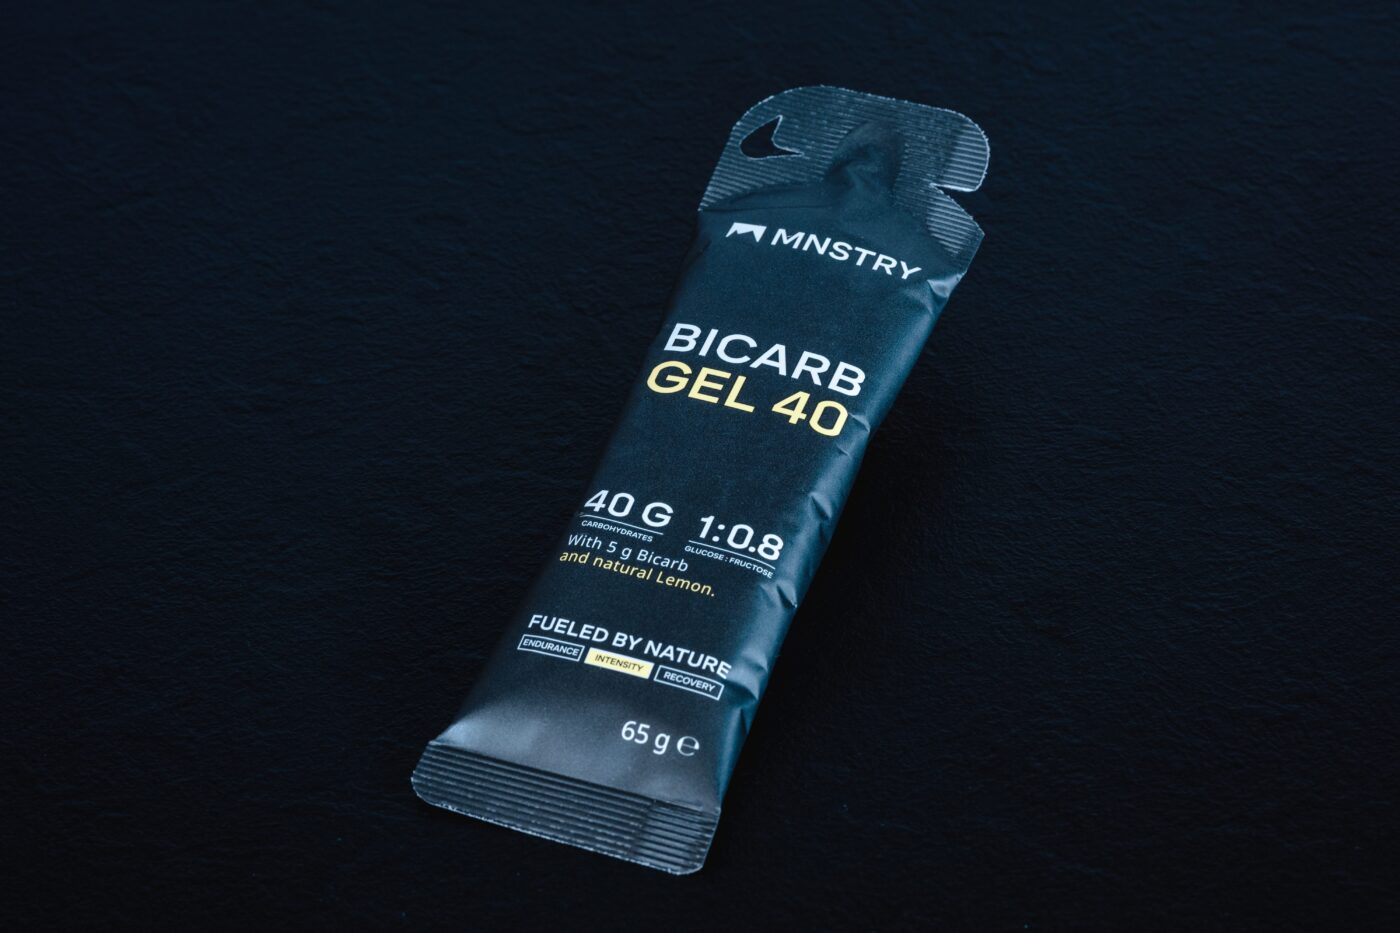 MNSTRY
BICARB
GEL 40
40 G
CARBOHYDRATES
1:0.8
GLUCOSE : FRUCTOSE
With 5 g Bicarb
and natural Lemon.
FUELED BY NATURE
ENDURANCE INTENSITY RECOVERY
65 g ℮